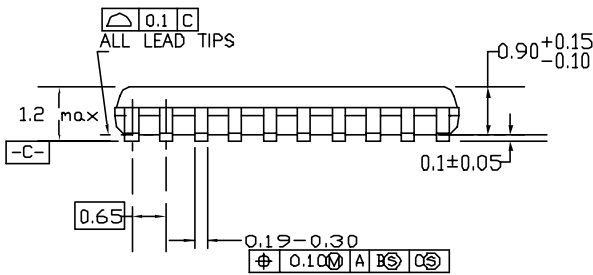 ⌓ 0.1 C
ALL LEAD TIPS
0.90 +0.15 -0.10
1.2 max
-C-
0.1±0.05
0.65
0.19-0.30
⌖ 0.10Ⓜ A BⓈ CⓈ